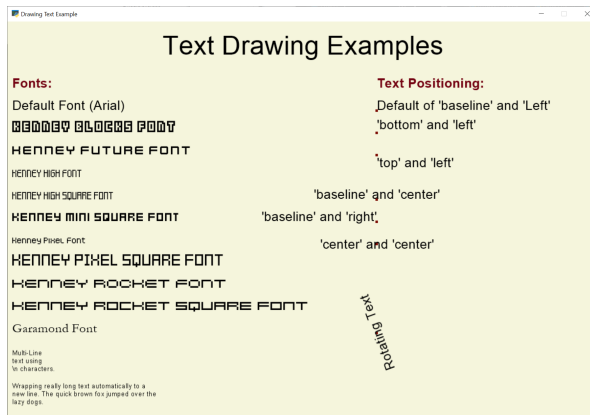 Drawing Text Example
Text Drawing Examples
Fonts:
Default Font (Arial)
KENNEY BLOCKS FONT
KENNEY FUTURE FONT
KENNEY HIGH FONT
KENNEY HIGH SQUARE FONT
KENNEY MINI SQUARE FONT
Kenney Pixel Font
KENNEY PIXEL SQUARE FONT
KENNEY ROCKET FONT
KENNEY ROCKET SQUARE FONT
Garamond Font
Multi-Line
text using
\n characters.
Wrapping really long text automatically to a
new line. The quick brown fox jumped over the
lazy dogs.
Text Positioning:
Default of 'baseline' and 'Left'
'bottom' and 'left'
'top' and 'left'
'baseline' and 'center'
'baseline' and 'right'
'center' and 'center'
Rotating Text